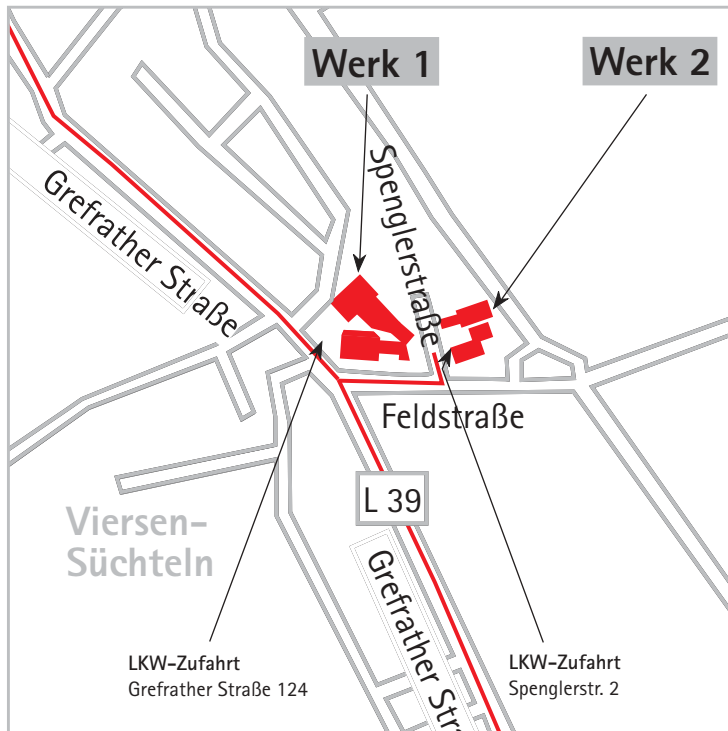 Werk 1
Werk 2
Spenglerstraße
Grefrather Straße
Feldstraße
L 39
Viersen-
Süchteln
Grefrather Stra
LKW-Zufahrt
Grefrather Straße 124
LKW-Zufahrt
Spenglerstr. 2